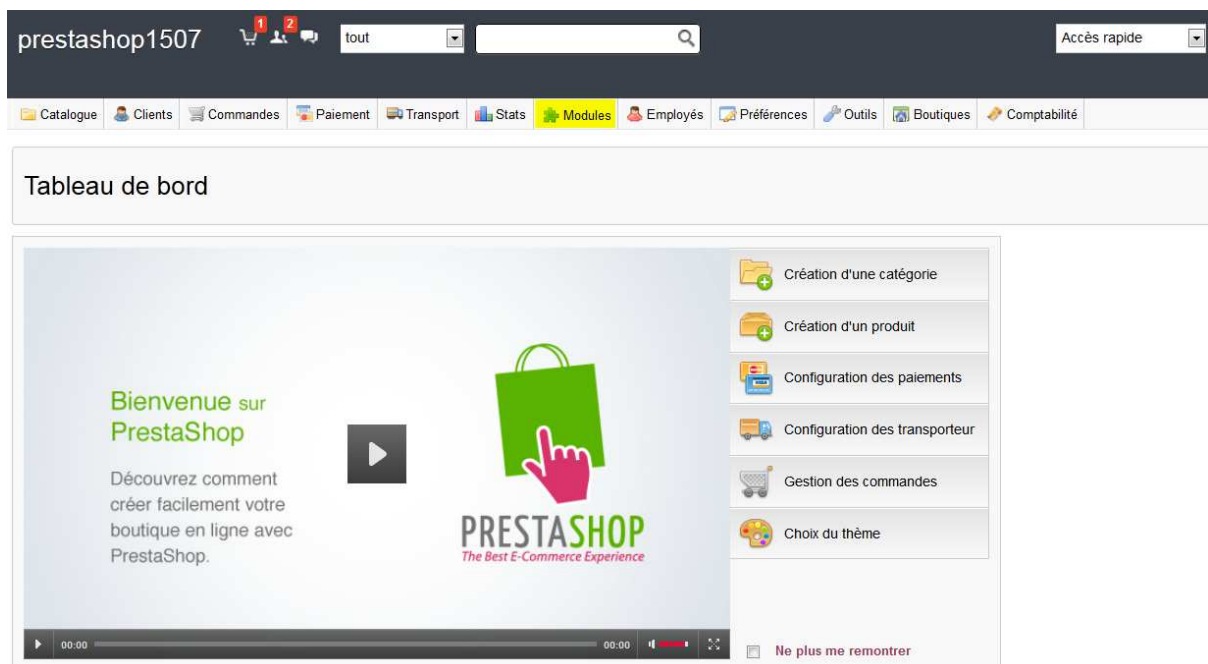 prestashop1507 1 2 tout Accès rapide
Catalogue Clients Commandes Paiement Transport Stats Modules Employés Préférences Outils Boutiques Comptabilité
Tableau de bord
Bienvenue sur
PrestaShop
Découvrez comment
créer facilement votre
boutique en ligne avec
PrestaShop.
PRESTASHOP
The Best E-Commerce Experience
00:00 00:00
Création d'une catégorie
Création d'un produit
Configuration des paiements
Configuration des transporteur
Gestion des commandes
Choix du thème
Ne plus me remontrer